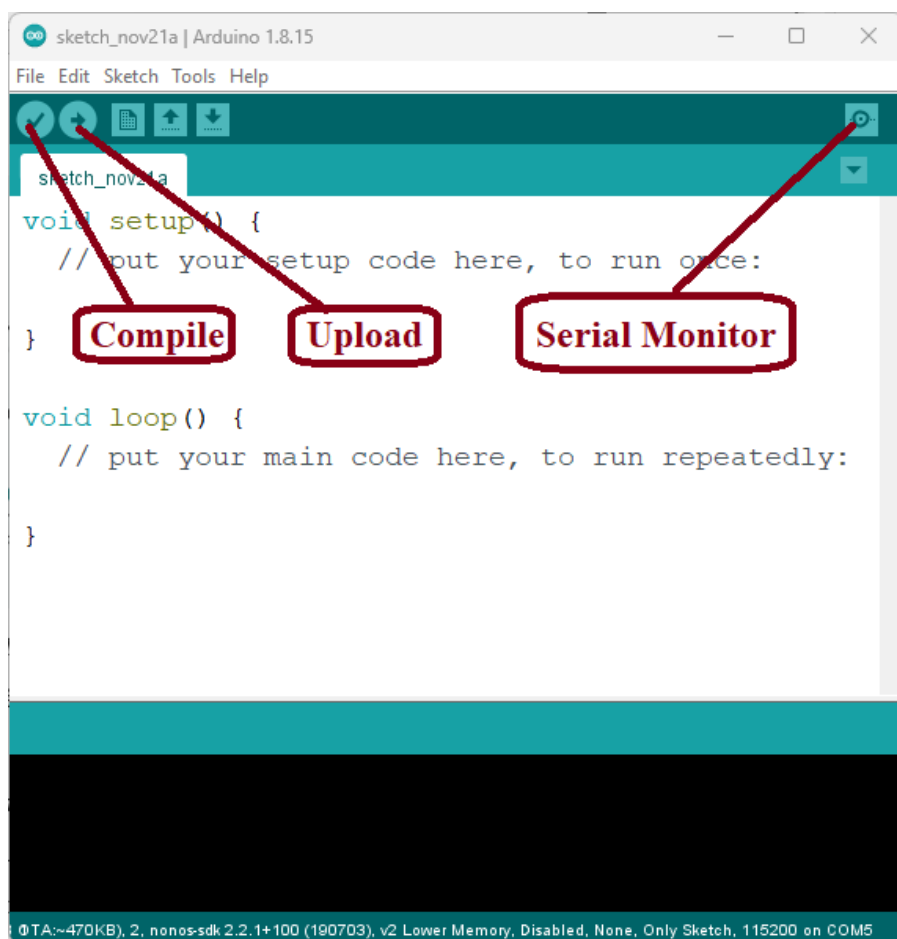 sketch_nov21a | Arduino 1.8.15
File Edit Sketch Tools Help
sketch_nov21a
void setup() {
// put your setup code here, to run once:
} Compile Upload Serial Monitor
void loop() {
// put your main code here, to run repeatedly:
}
OTA:~470KB), 2, nonos-sdk 2.2.1+100 (190703), v2 Lower Memory, Disabled, None, Only Sketch, 115200 on COM5